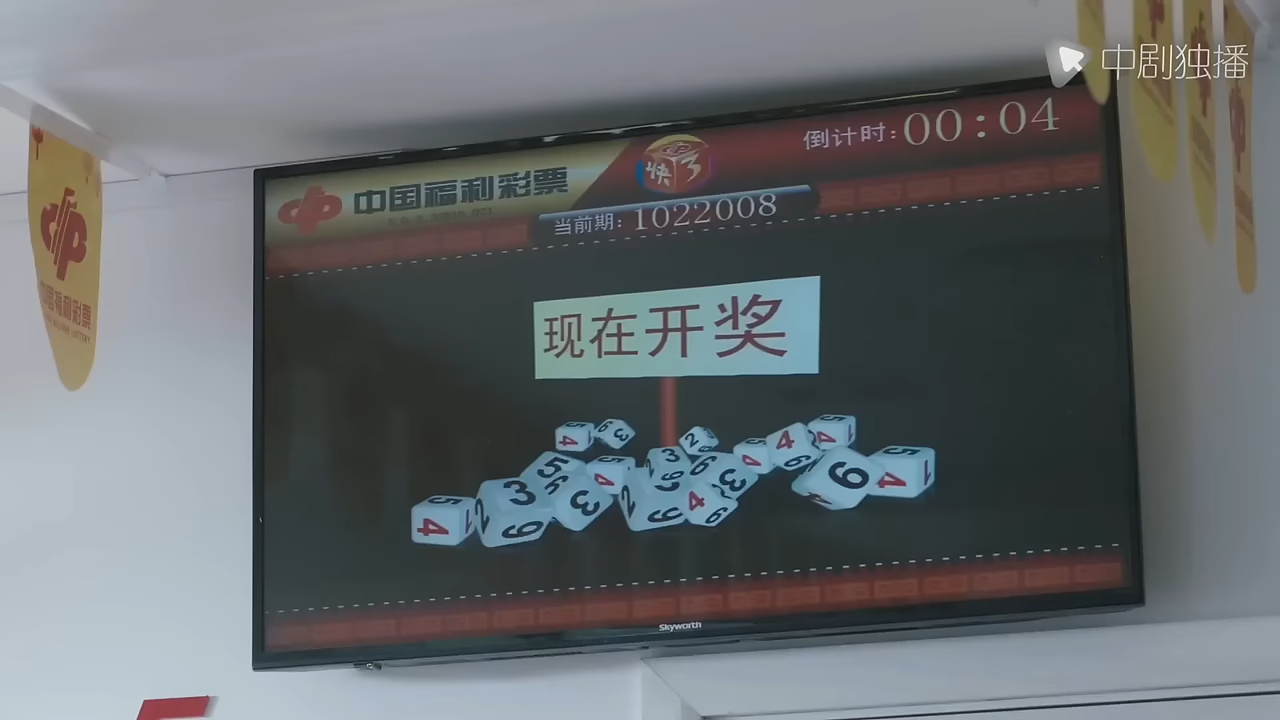 中剧独播
倒计时:00:04
中国福利彩票
快3
当前期:1022008
现在开奖
Skyworth
中国福利彩票